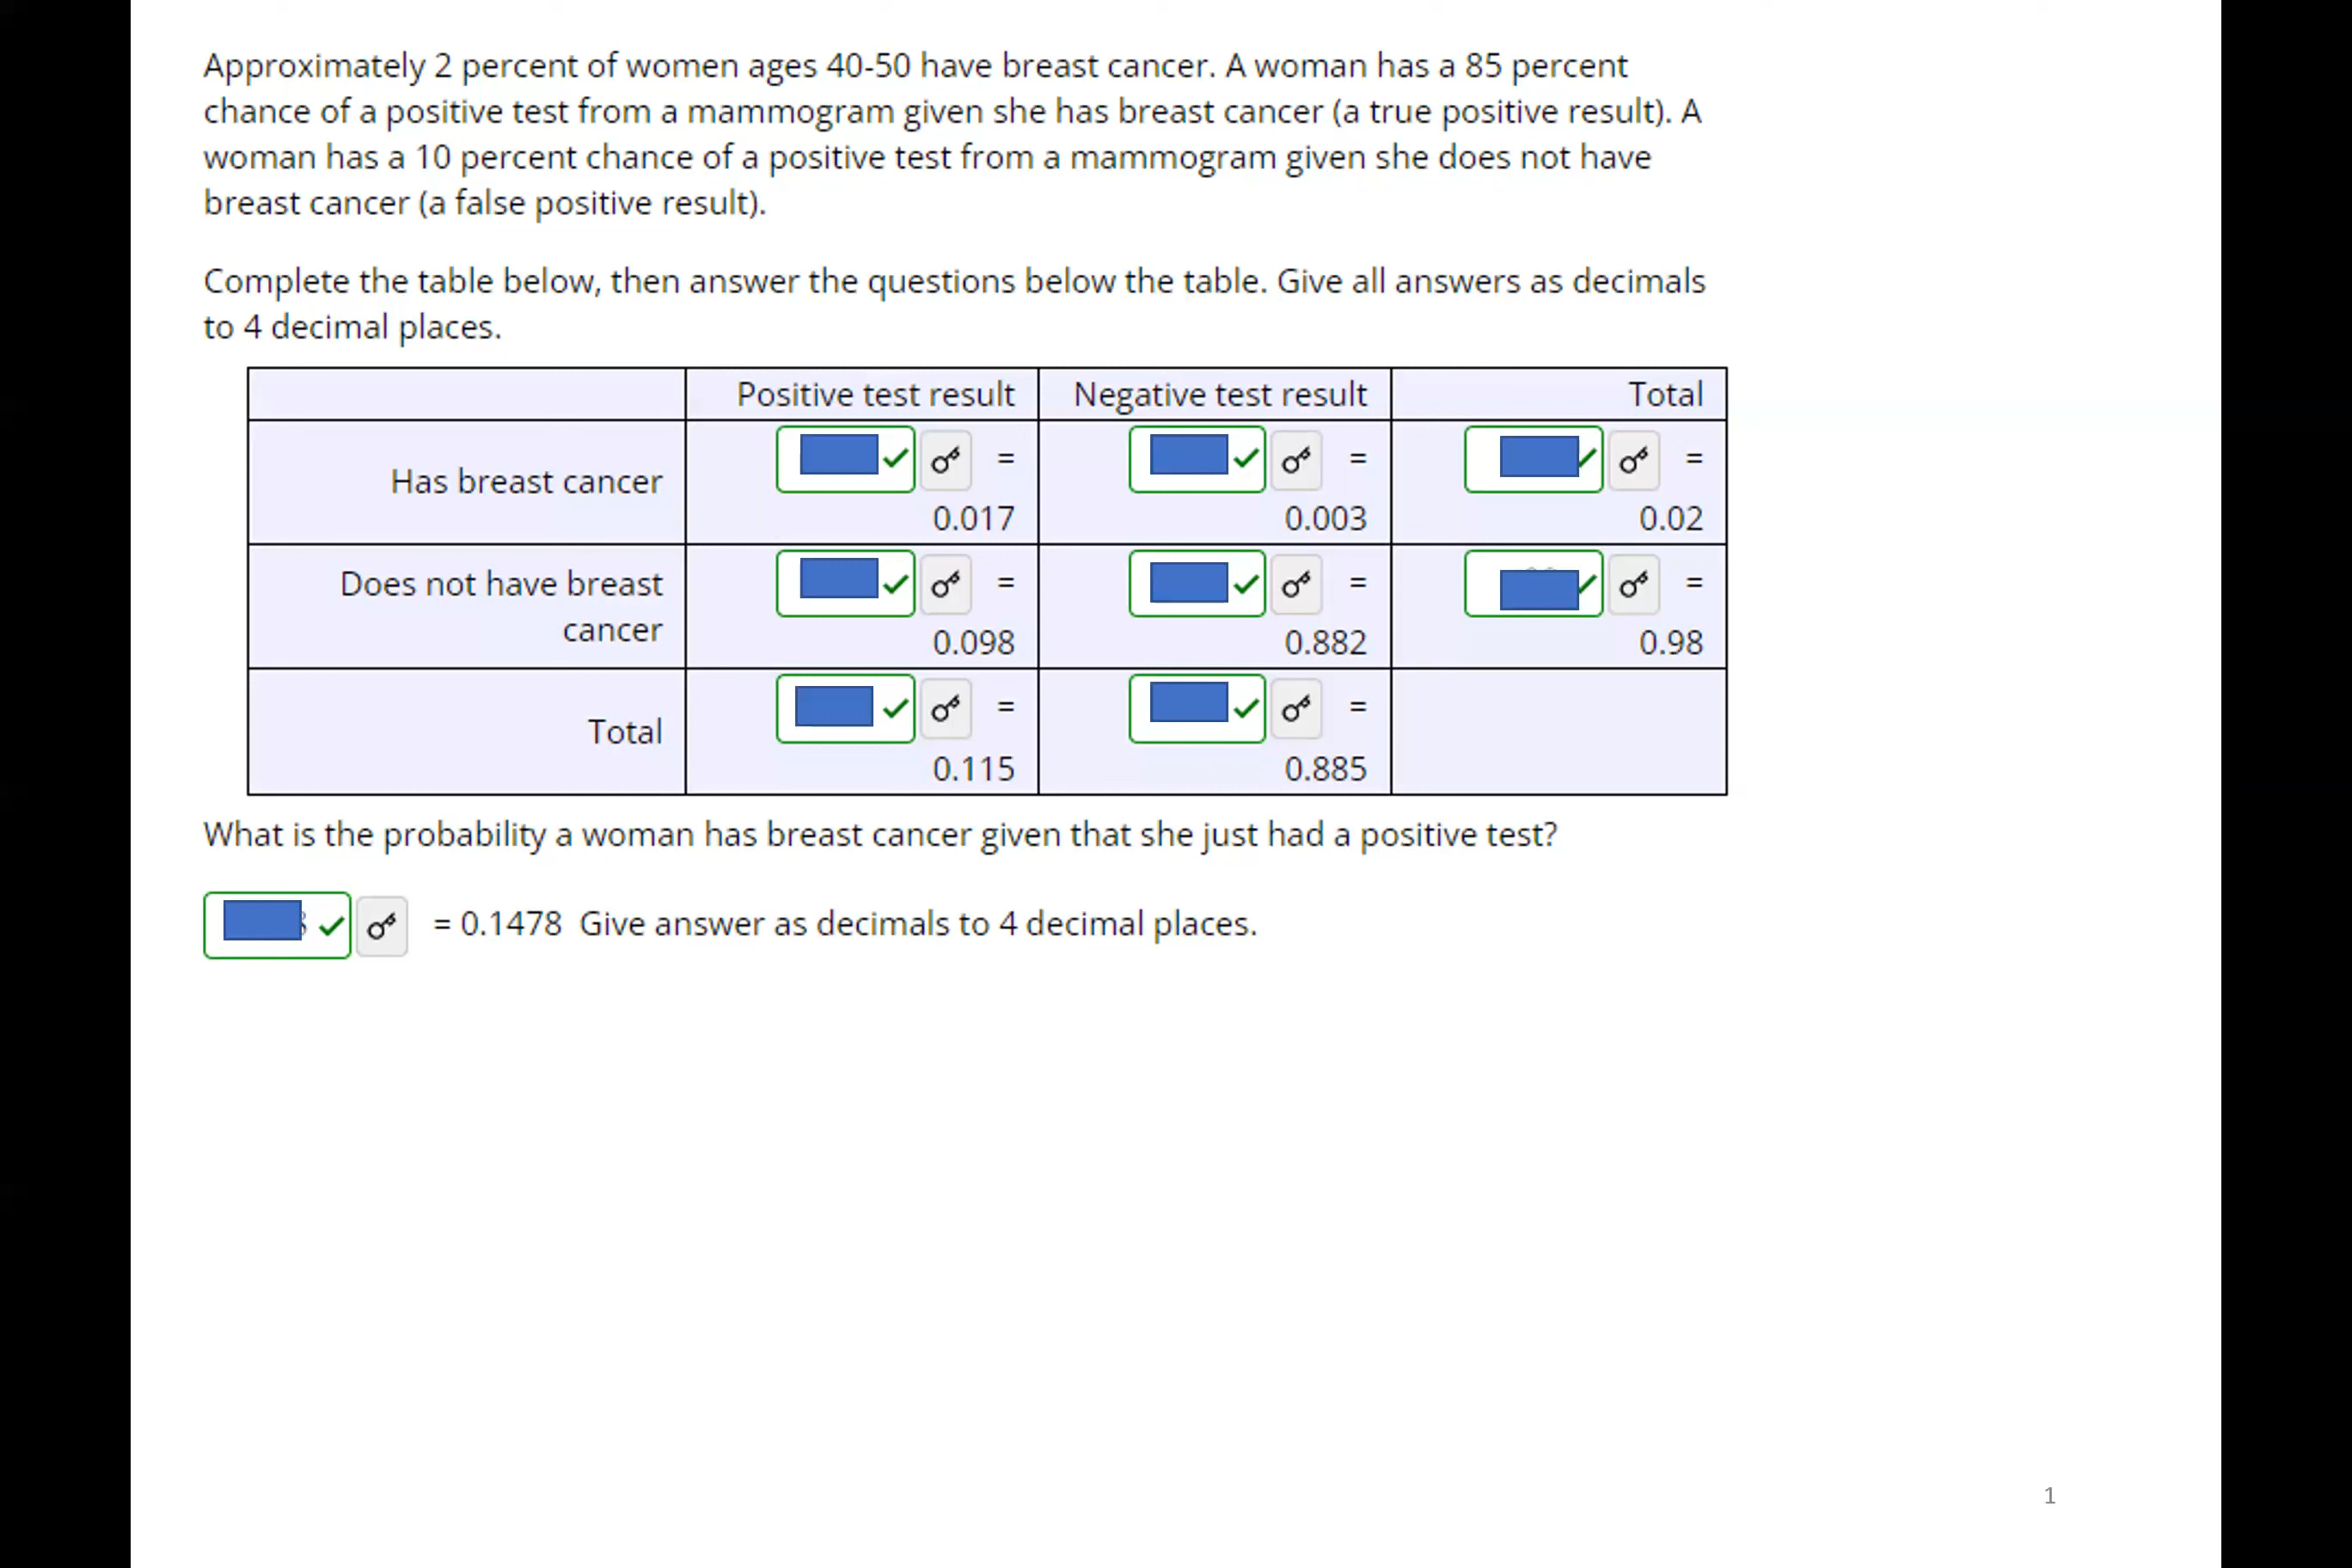 Approximately 2 percent of women ages 40-50 have breast cancer. A woman has a 85 percent
chance of a positive test from a mammogram given she has breast cancer (a true positive result). A
woman has a 10 percent chance of a positive test from a mammogram given she does not have
breast cancer (a false positive result).
Complete the table below, then answer the questions below the table. Give all answers as decimals
to 4 decimal places.
Positive test result Negative test result Total
Has breast cancer = = =
0.017 0.003 0.02
Does not have breast = = =
cancer 0.098 0.882 0.98
Total = =
0.115 0.885
What is the probability a woman has breast cancer given that she just had a positive test?
= 0.1478 Give answer as decimals to 4 decimal places.
1